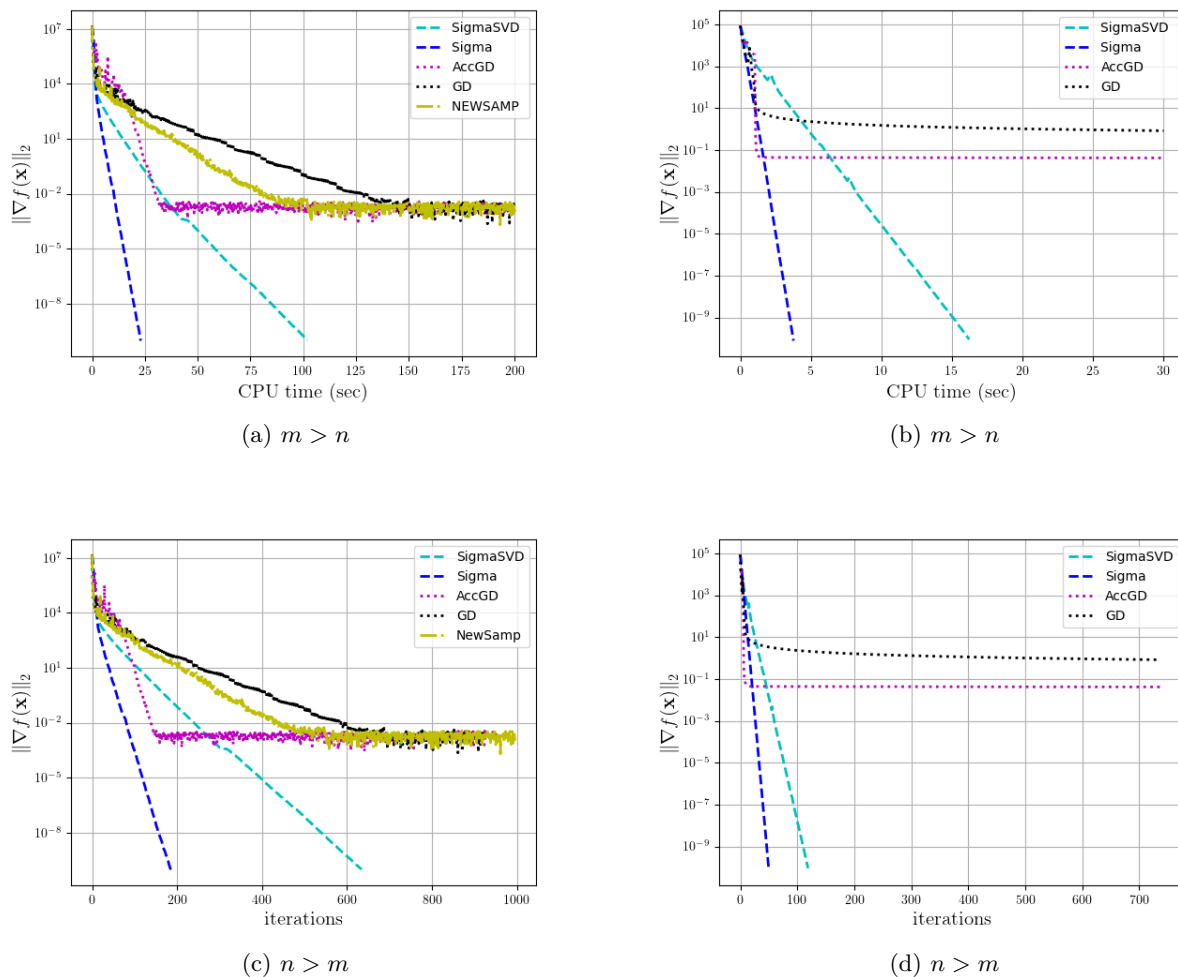 10^7
10^4
10^1
10^{-2}
10^{-5}
10^{-8}
‖∇f(x)‖_2
SigmaSVD
Sigma
AccGD
GD
NEWSAMP
0 25 50 75 100 125 150 175 200
CPU time (sec)
(a) m > n
10^5
10^3
10^1
10^{-1}
10^{-3}
10^{-5}
10^{-7}
10^{-9}
‖∇f(x)‖_2
SigmaSVD
Sigma
AccGD
GD
0 5 10 15 20 25 30
CPU time (sec)
(b) m > n
10^7
10^4
10^1
10^{-2}
10^{-5}
10^{-8}
‖∇f(x)‖_2
SigmaSVD
Sigma
AccGD
GD
NewSamp
0 200 400 600 800 1000
iterations
(c) n > m
10^5
10^3
10^1
10^{-1}
10^{-3}
10^{-5}
10^{-7}
10^{-9}
‖∇f(x)‖_2
SigmaSVD
Sigma
AccGD
GD
0 100 200 300 400 500 600 700
iterations
(d) n > m